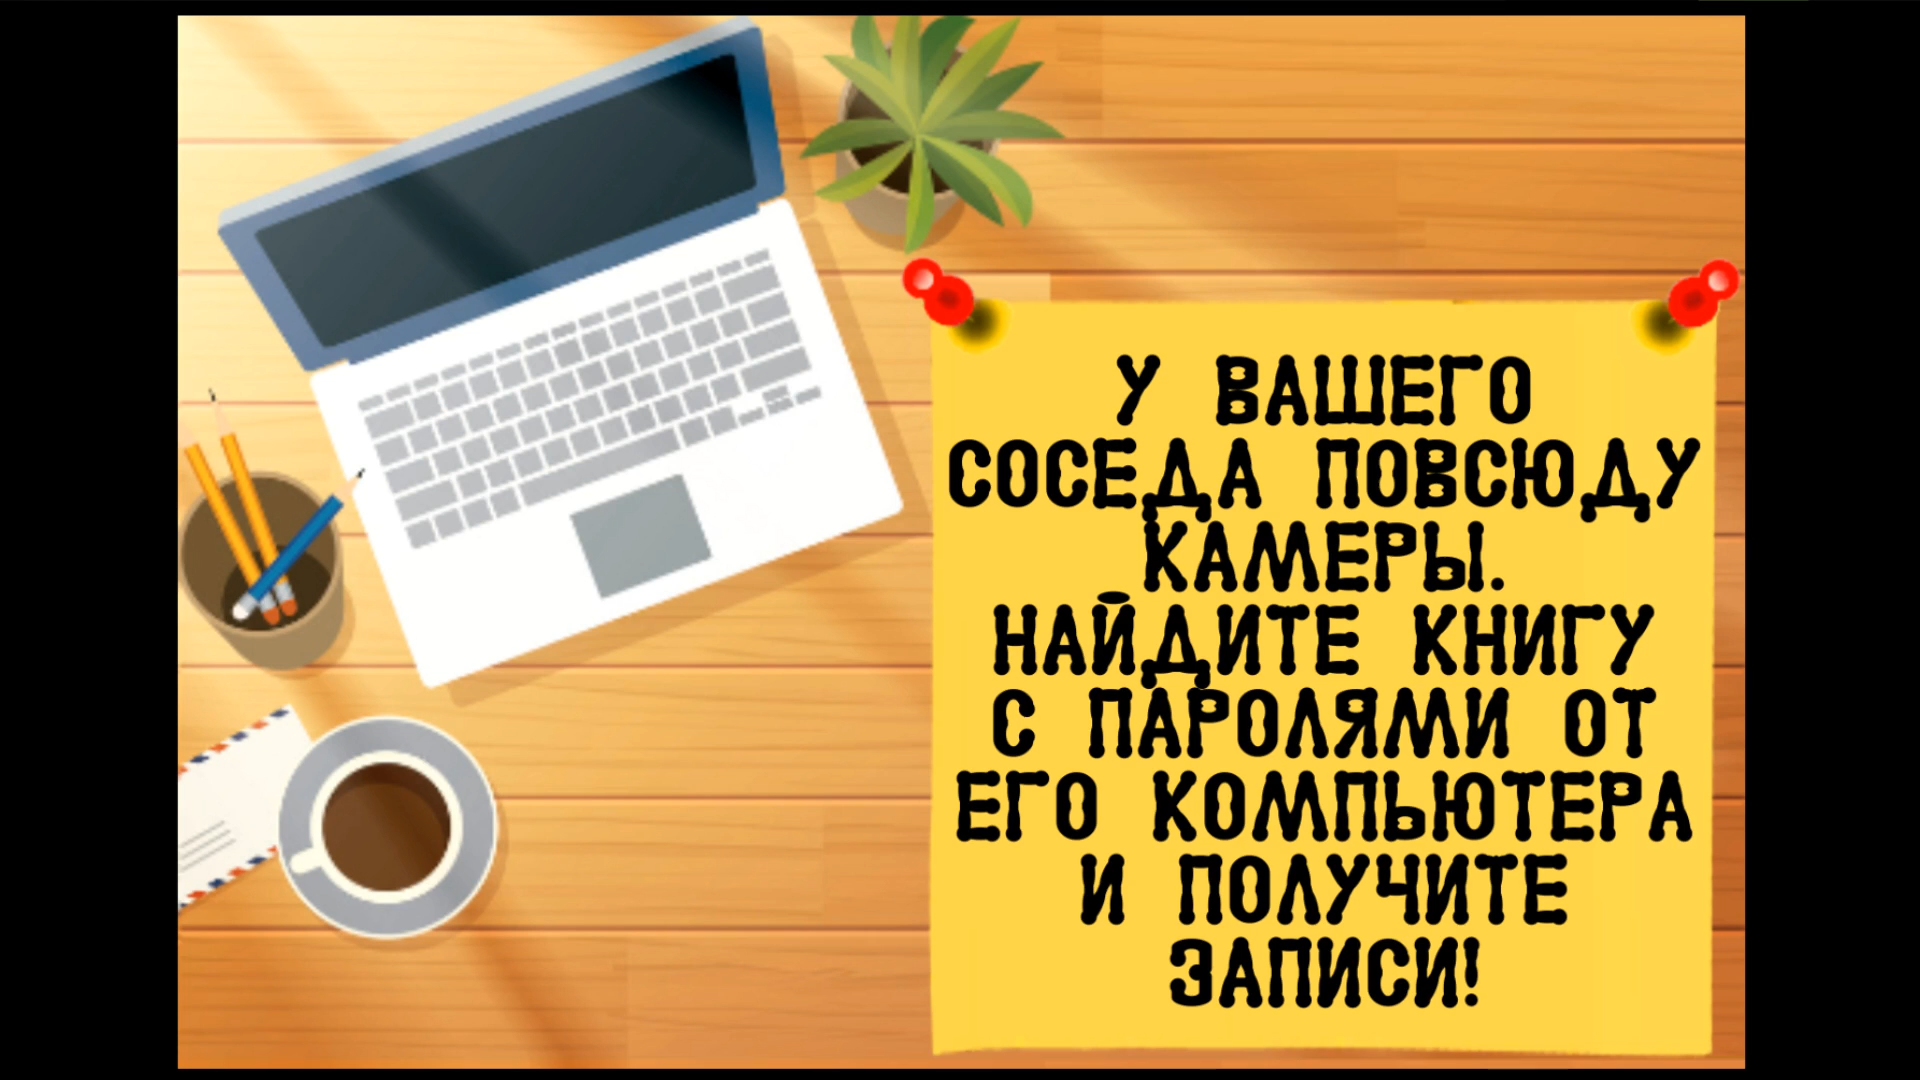 У ВАШЕГО
СОСЕДА ПОВСЮДУ
КАМЕРЫ.
НАЙДИТЕ КНИГУ
С ПАРОЛЯМИ ОТ
ЕГО КОМПЬЮТЕРА
И ПОЛУЧИТЕ
ЗАПИСИ!